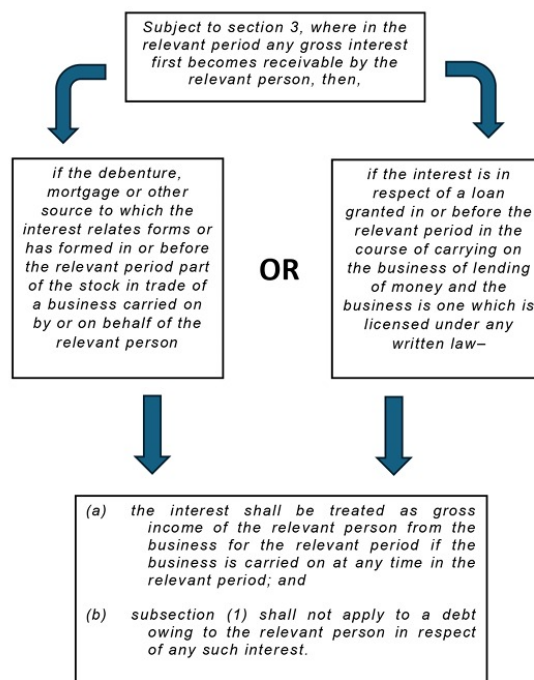 Subject to section 3, where in the
relevant period any gross interest
first becomes receivable by the
relevant person, then,
if the debenture,
mortgage or other
source to which the
interest relates forms or
has formed in or before
the relevant period part
of the stock in trade of
a business carried on
by or on behalf of the
relevant person
OR
if the interest is in
respect of a loan
granted in or before the
relevant period in the
course of carrying on
the business of lending
of money and the
business is one which is
licensed under any
written law–
(a) the interest shall be treated as gross
income of the relevant person from the
business for the relevant period if the
business is carried on at any time in the
relevant period; and
(b) subsection (1) shall not apply to a debt
owing to the relevant person in respect
of any such interest.